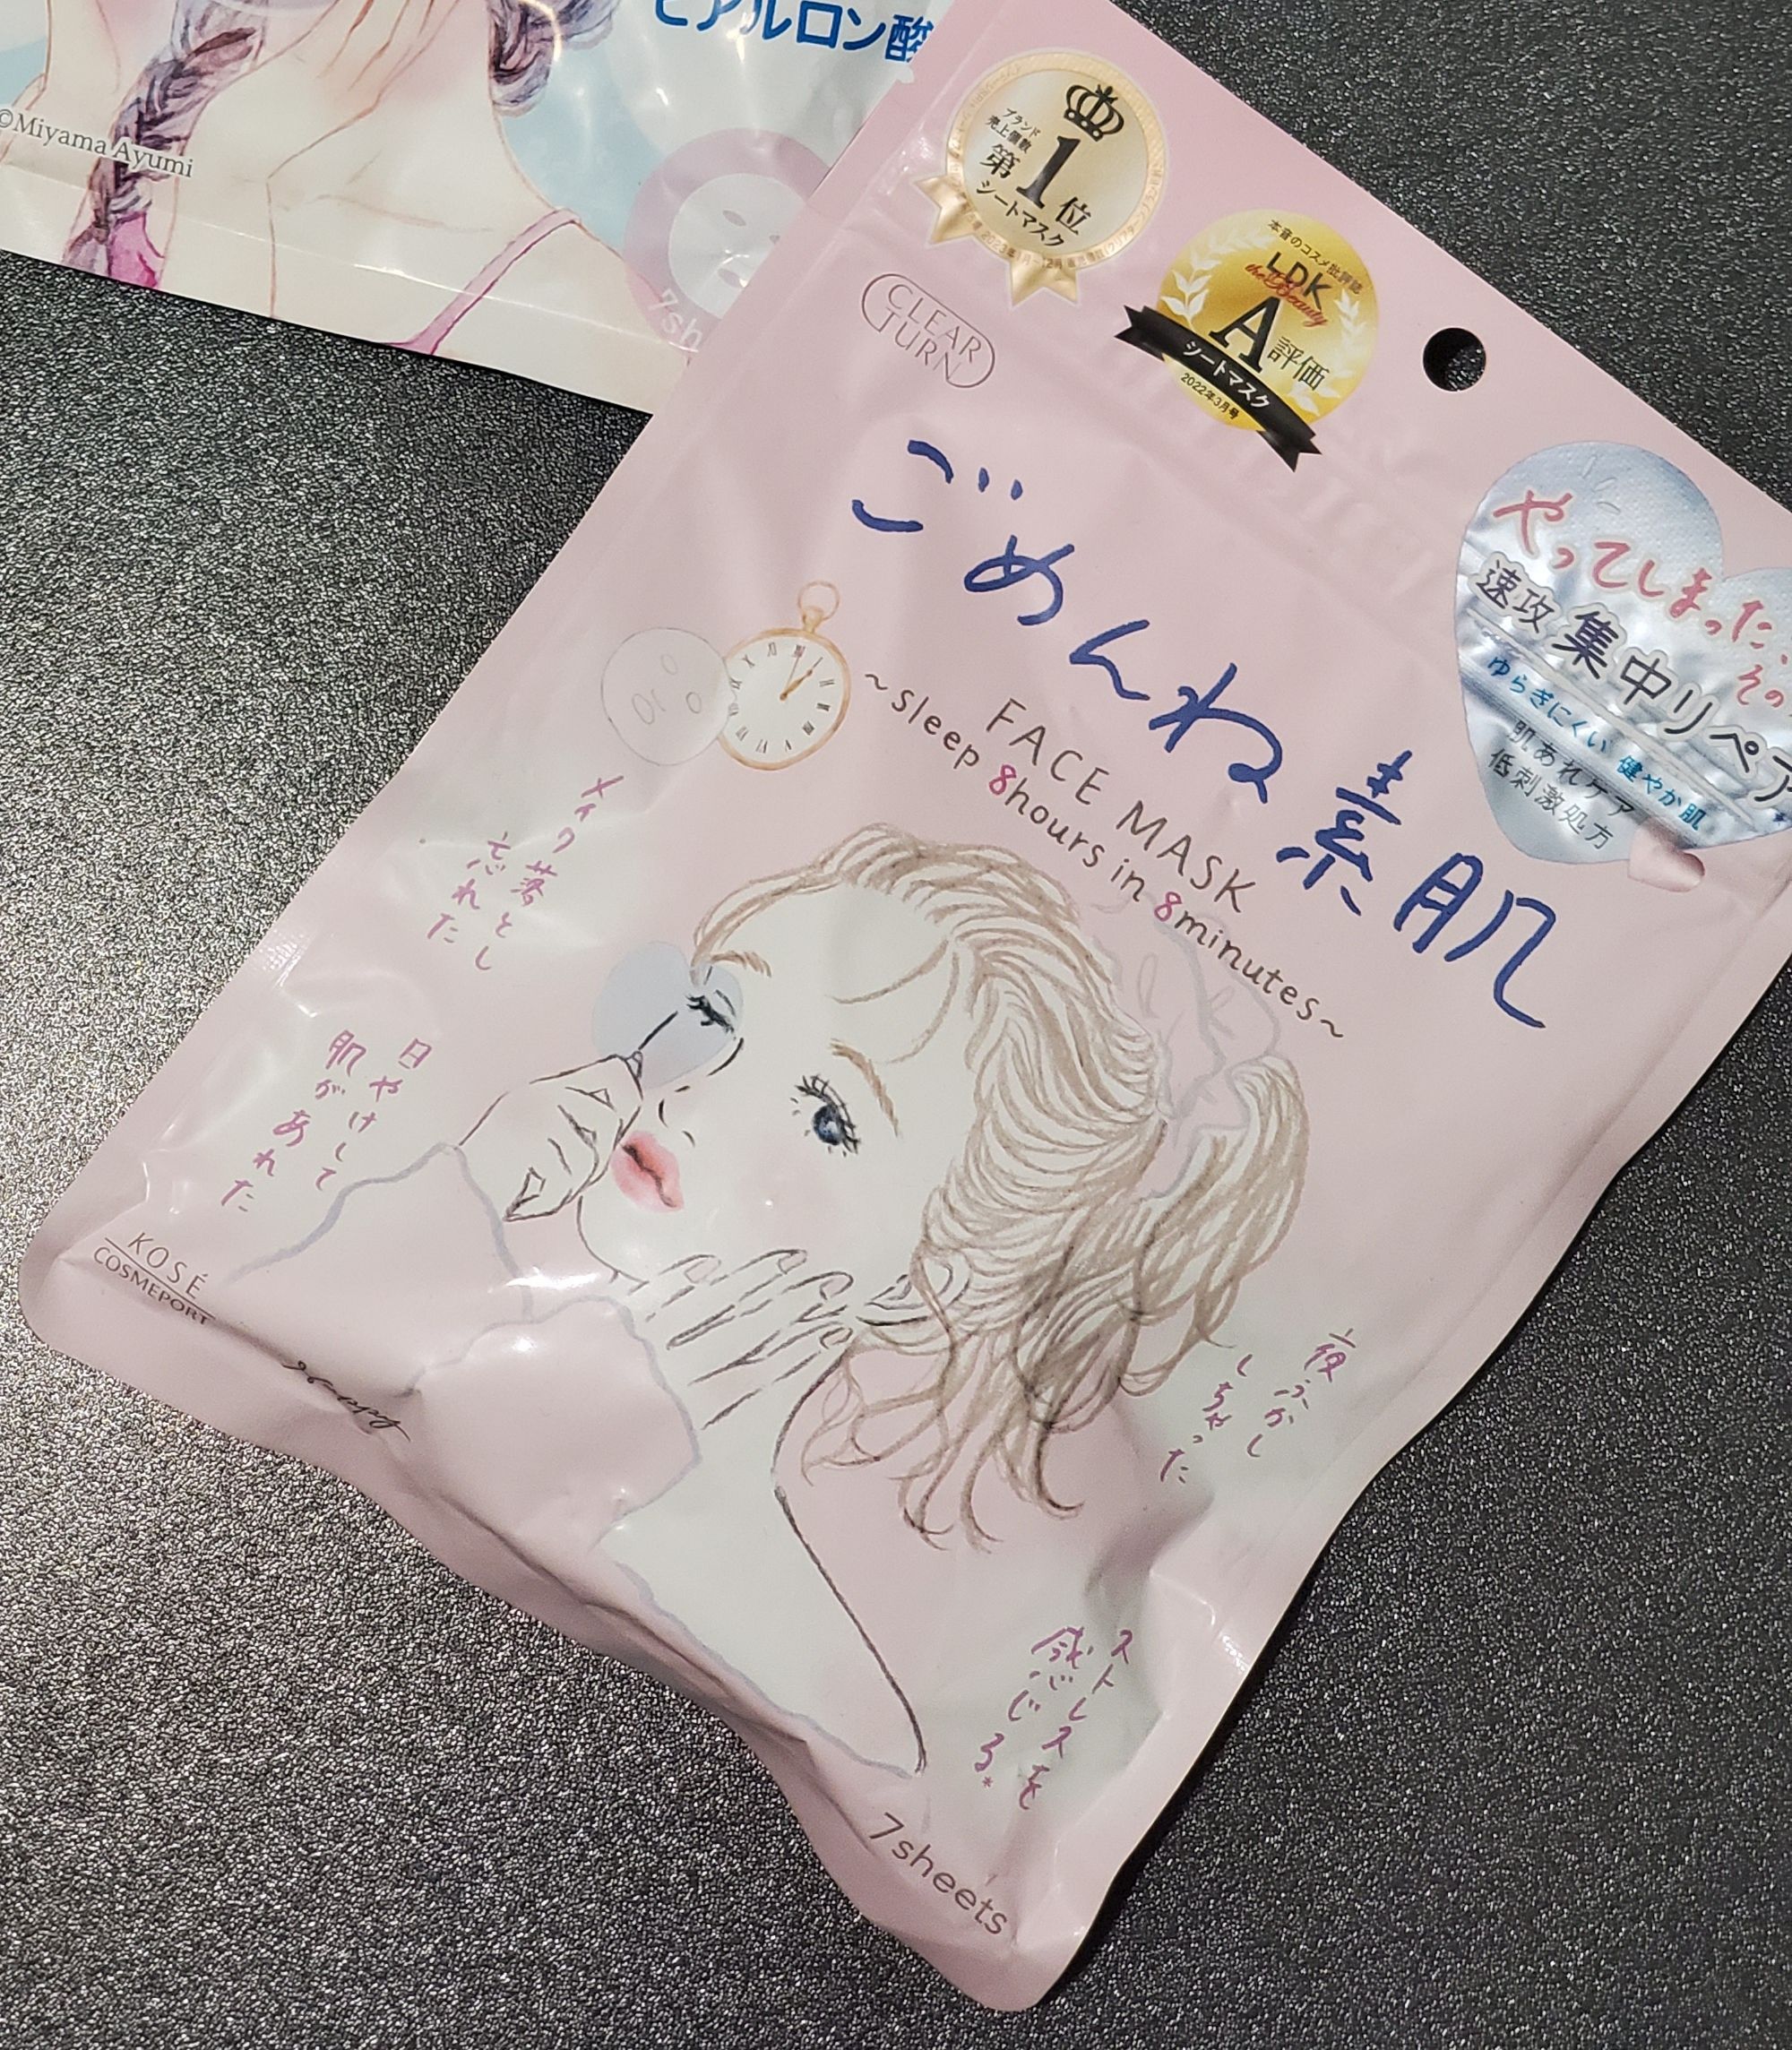 ヒアルロン酸
©Miyama Ayumi
7sh
ブランド
売上個数
第1位
シートマスク
本音のコスメ批評誌
LDK
the Beauty
A評価
シートマスク
2022年3月号
CLEAR
TURN
やってしまった、その
速攻 集中リペア
ゆらぎにくい 健やか肌
肌あれケア
低刺激処方
ごめんね素肌
FACE MASK
~sleep 8hours in 8minutes~
メイク落とし
忘れた
日やけして
肌があれた
夜ふかし
しちゃった
ストレスを
感じる*
KOSÉ
COSMEPORT
7sheets